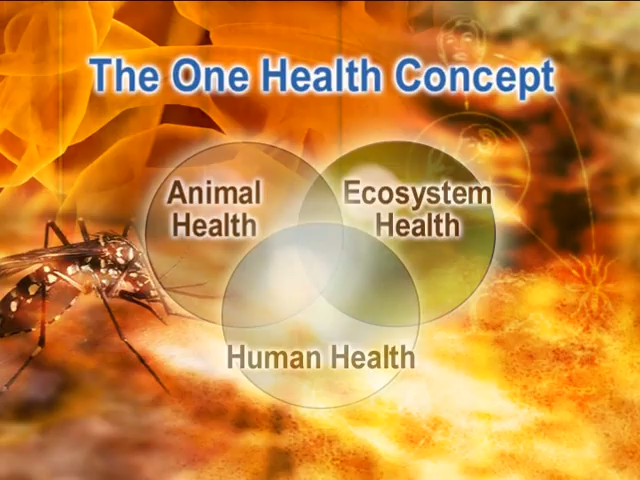 The One Health Concept
Animal
Health
Ecosystem
Health
Human Health